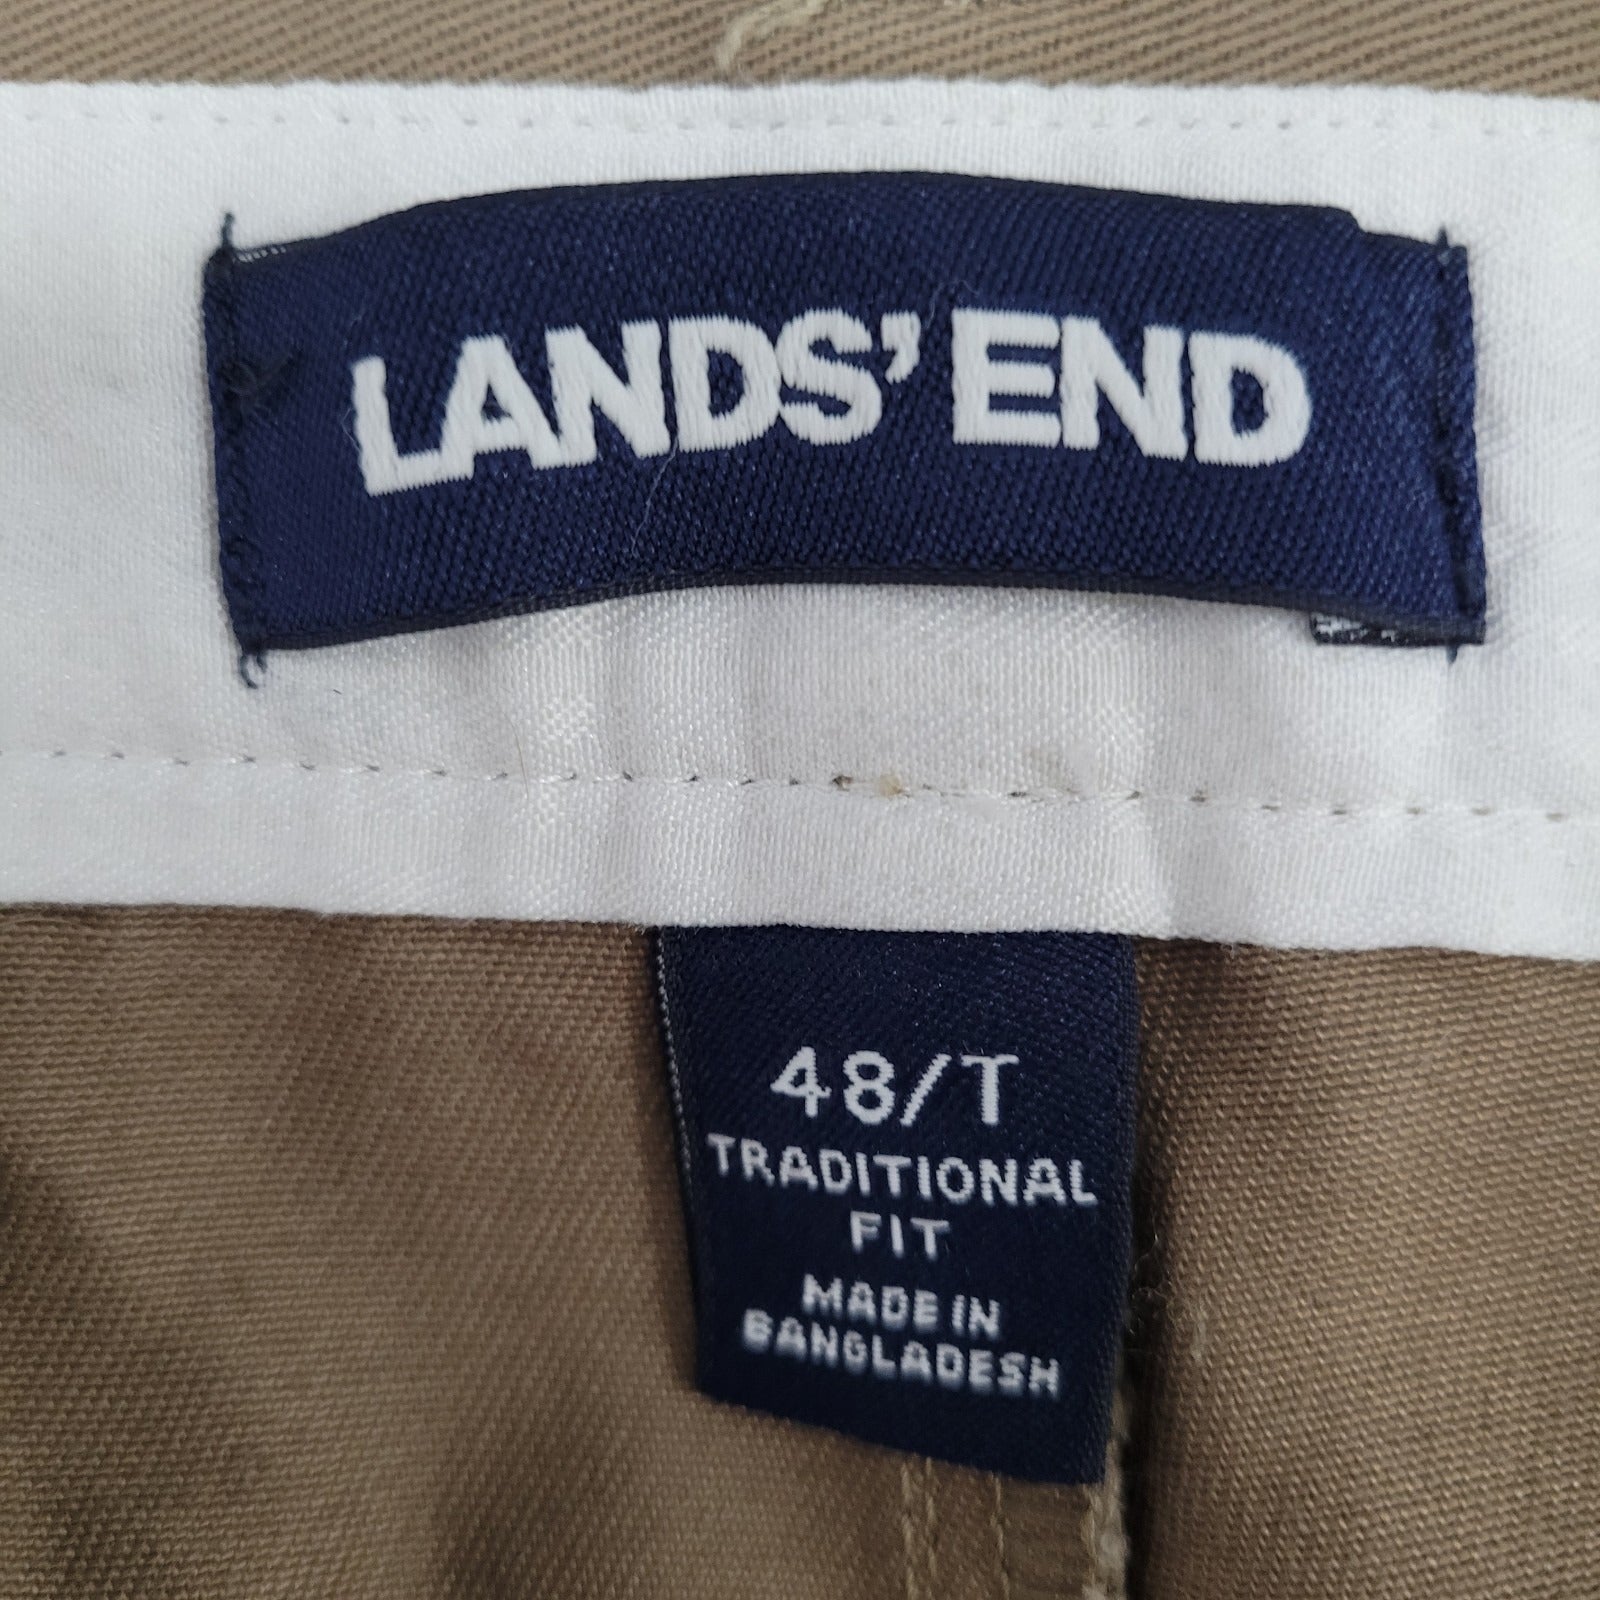 LANDS' END
48/T
TRADITIONAL
FIT
MADE IN
BANGLADESH